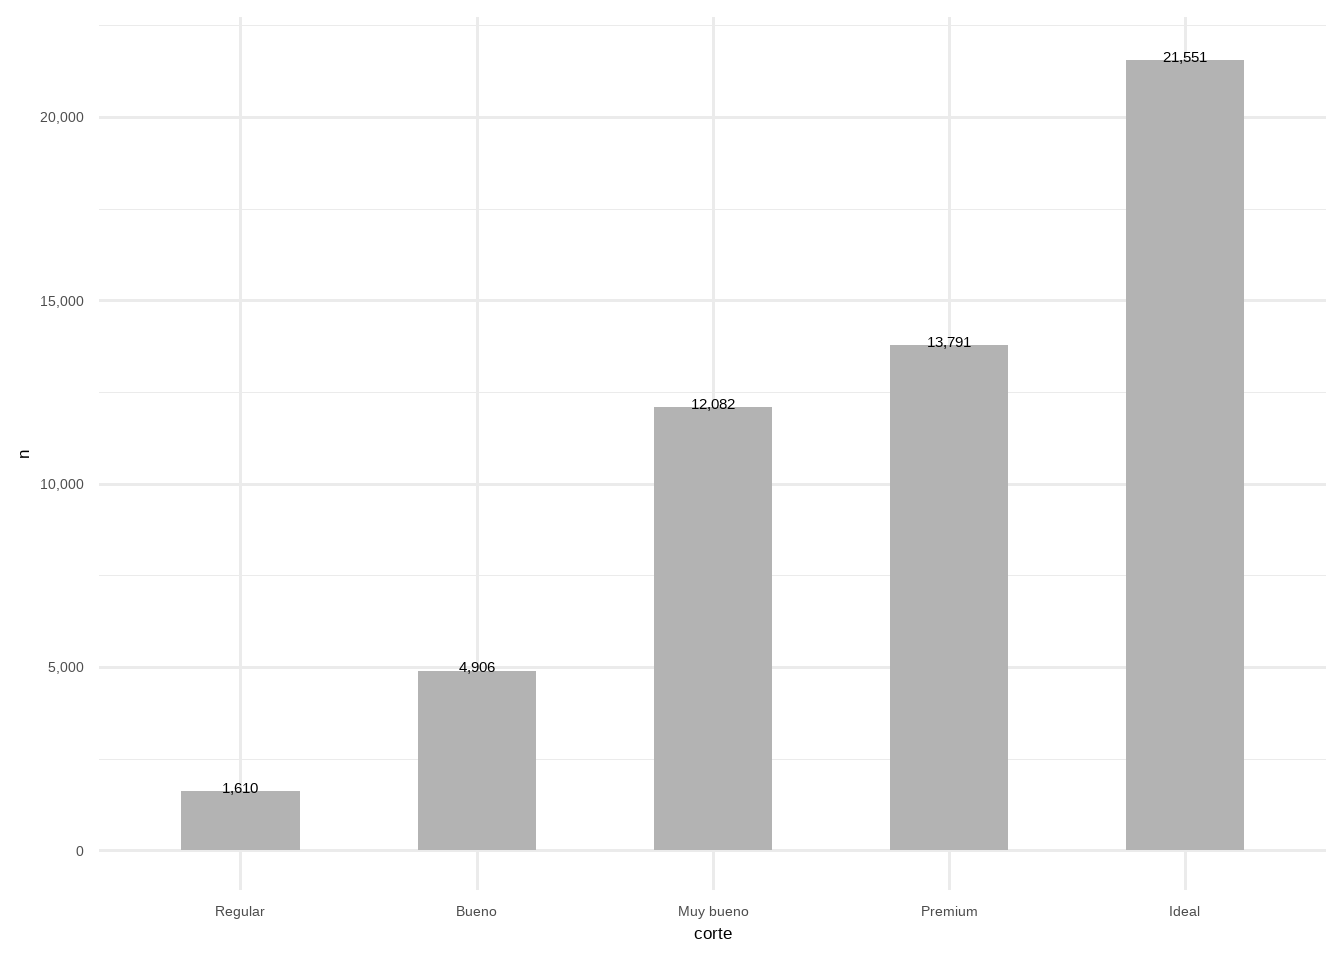 21,551
20,000
15,000
13,791
12,082
n
10,000
5,000
4,906
1,610
0
Regular
Bueno
Muy bueno
Premium
Ideal
corte